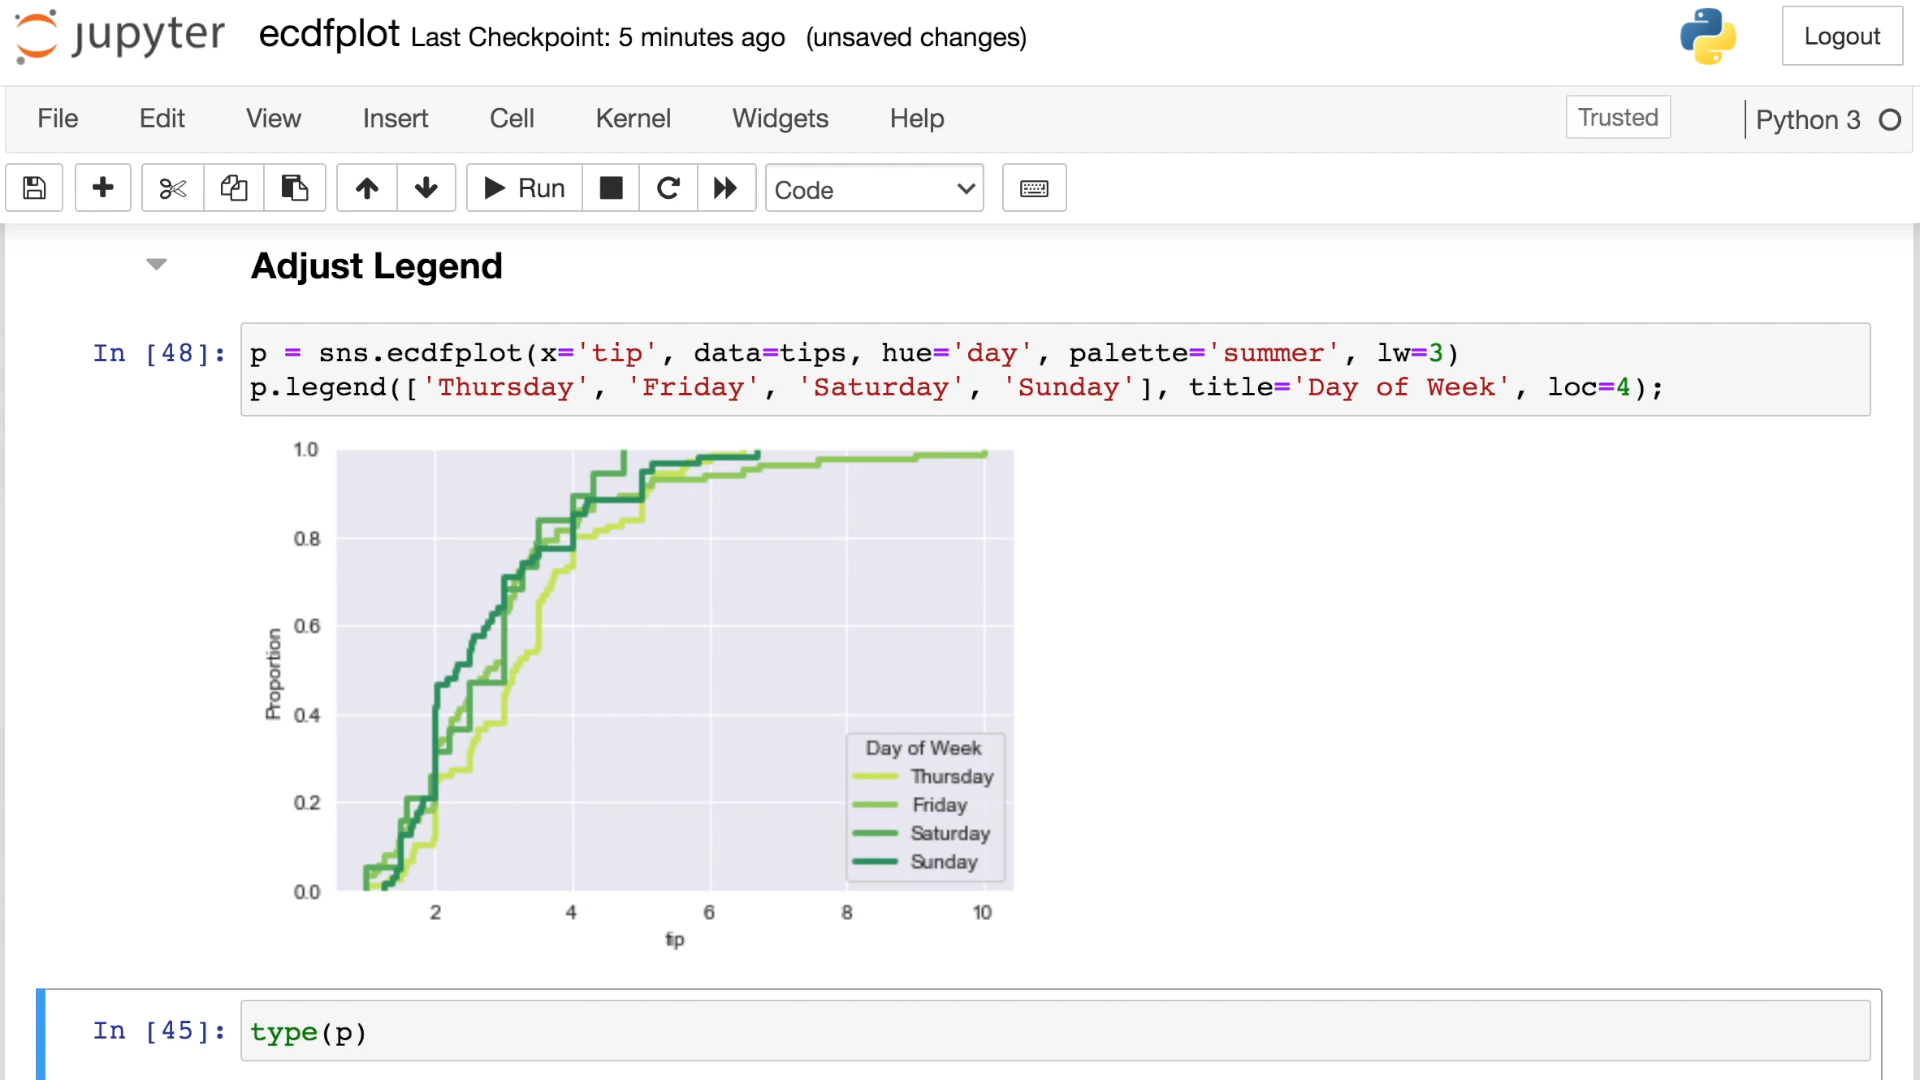 jupyter ecdfplot Last Checkpoint: 5 minutes ago (unsaved changes) Logout
File Edit View Insert Cell Kernel Widgets Help Trusted Python 3
Run Code
Adjust Legend
In [48]: p = sns.ecdfplot(x='tip', data=tips, hue='day', palette='summer', lw=3)
p.legend(['Thursday', 'Friday', 'Saturday', 'Sunday'], title='Day of Week', loc=4);
1.0
0.8
0.6
0.4
0.2
0.0
Proportion
Day of Week
Thursday
Friday
Saturday
Sunday
2 4 6 8 10
tip
In [45]: type(p)